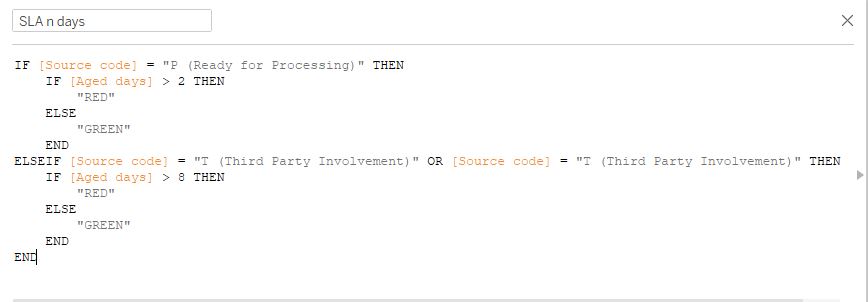 SLA n days
IF [Source code] = "P (Ready for Processing)" THEN
    IF [Aged days] > 2 THEN
        "RED"
    ELSE
        "GREEN"
    END
ELSEIF [Source code] = "T (Third Party Involvement)" OR [Source code] = "T (Third Party Involvement)" THEN
    IF [Aged days] > 8 THEN
        "RED"
    ELSE
        "GREEN"
    END
END